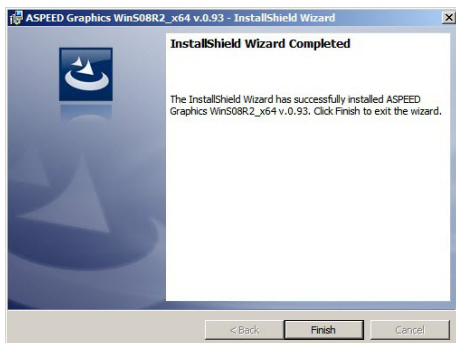 ASPEED Graphics WinS08R2_x64 v.0.93 - InstallShield Wizard
InstallShield Wizard Completed
The InstallShield Wizard has successfully installed ASPEED
Graphics WinS08R2_x64 v.0.93. Click Finish to exit the wizard.
< Back Finish Cancel